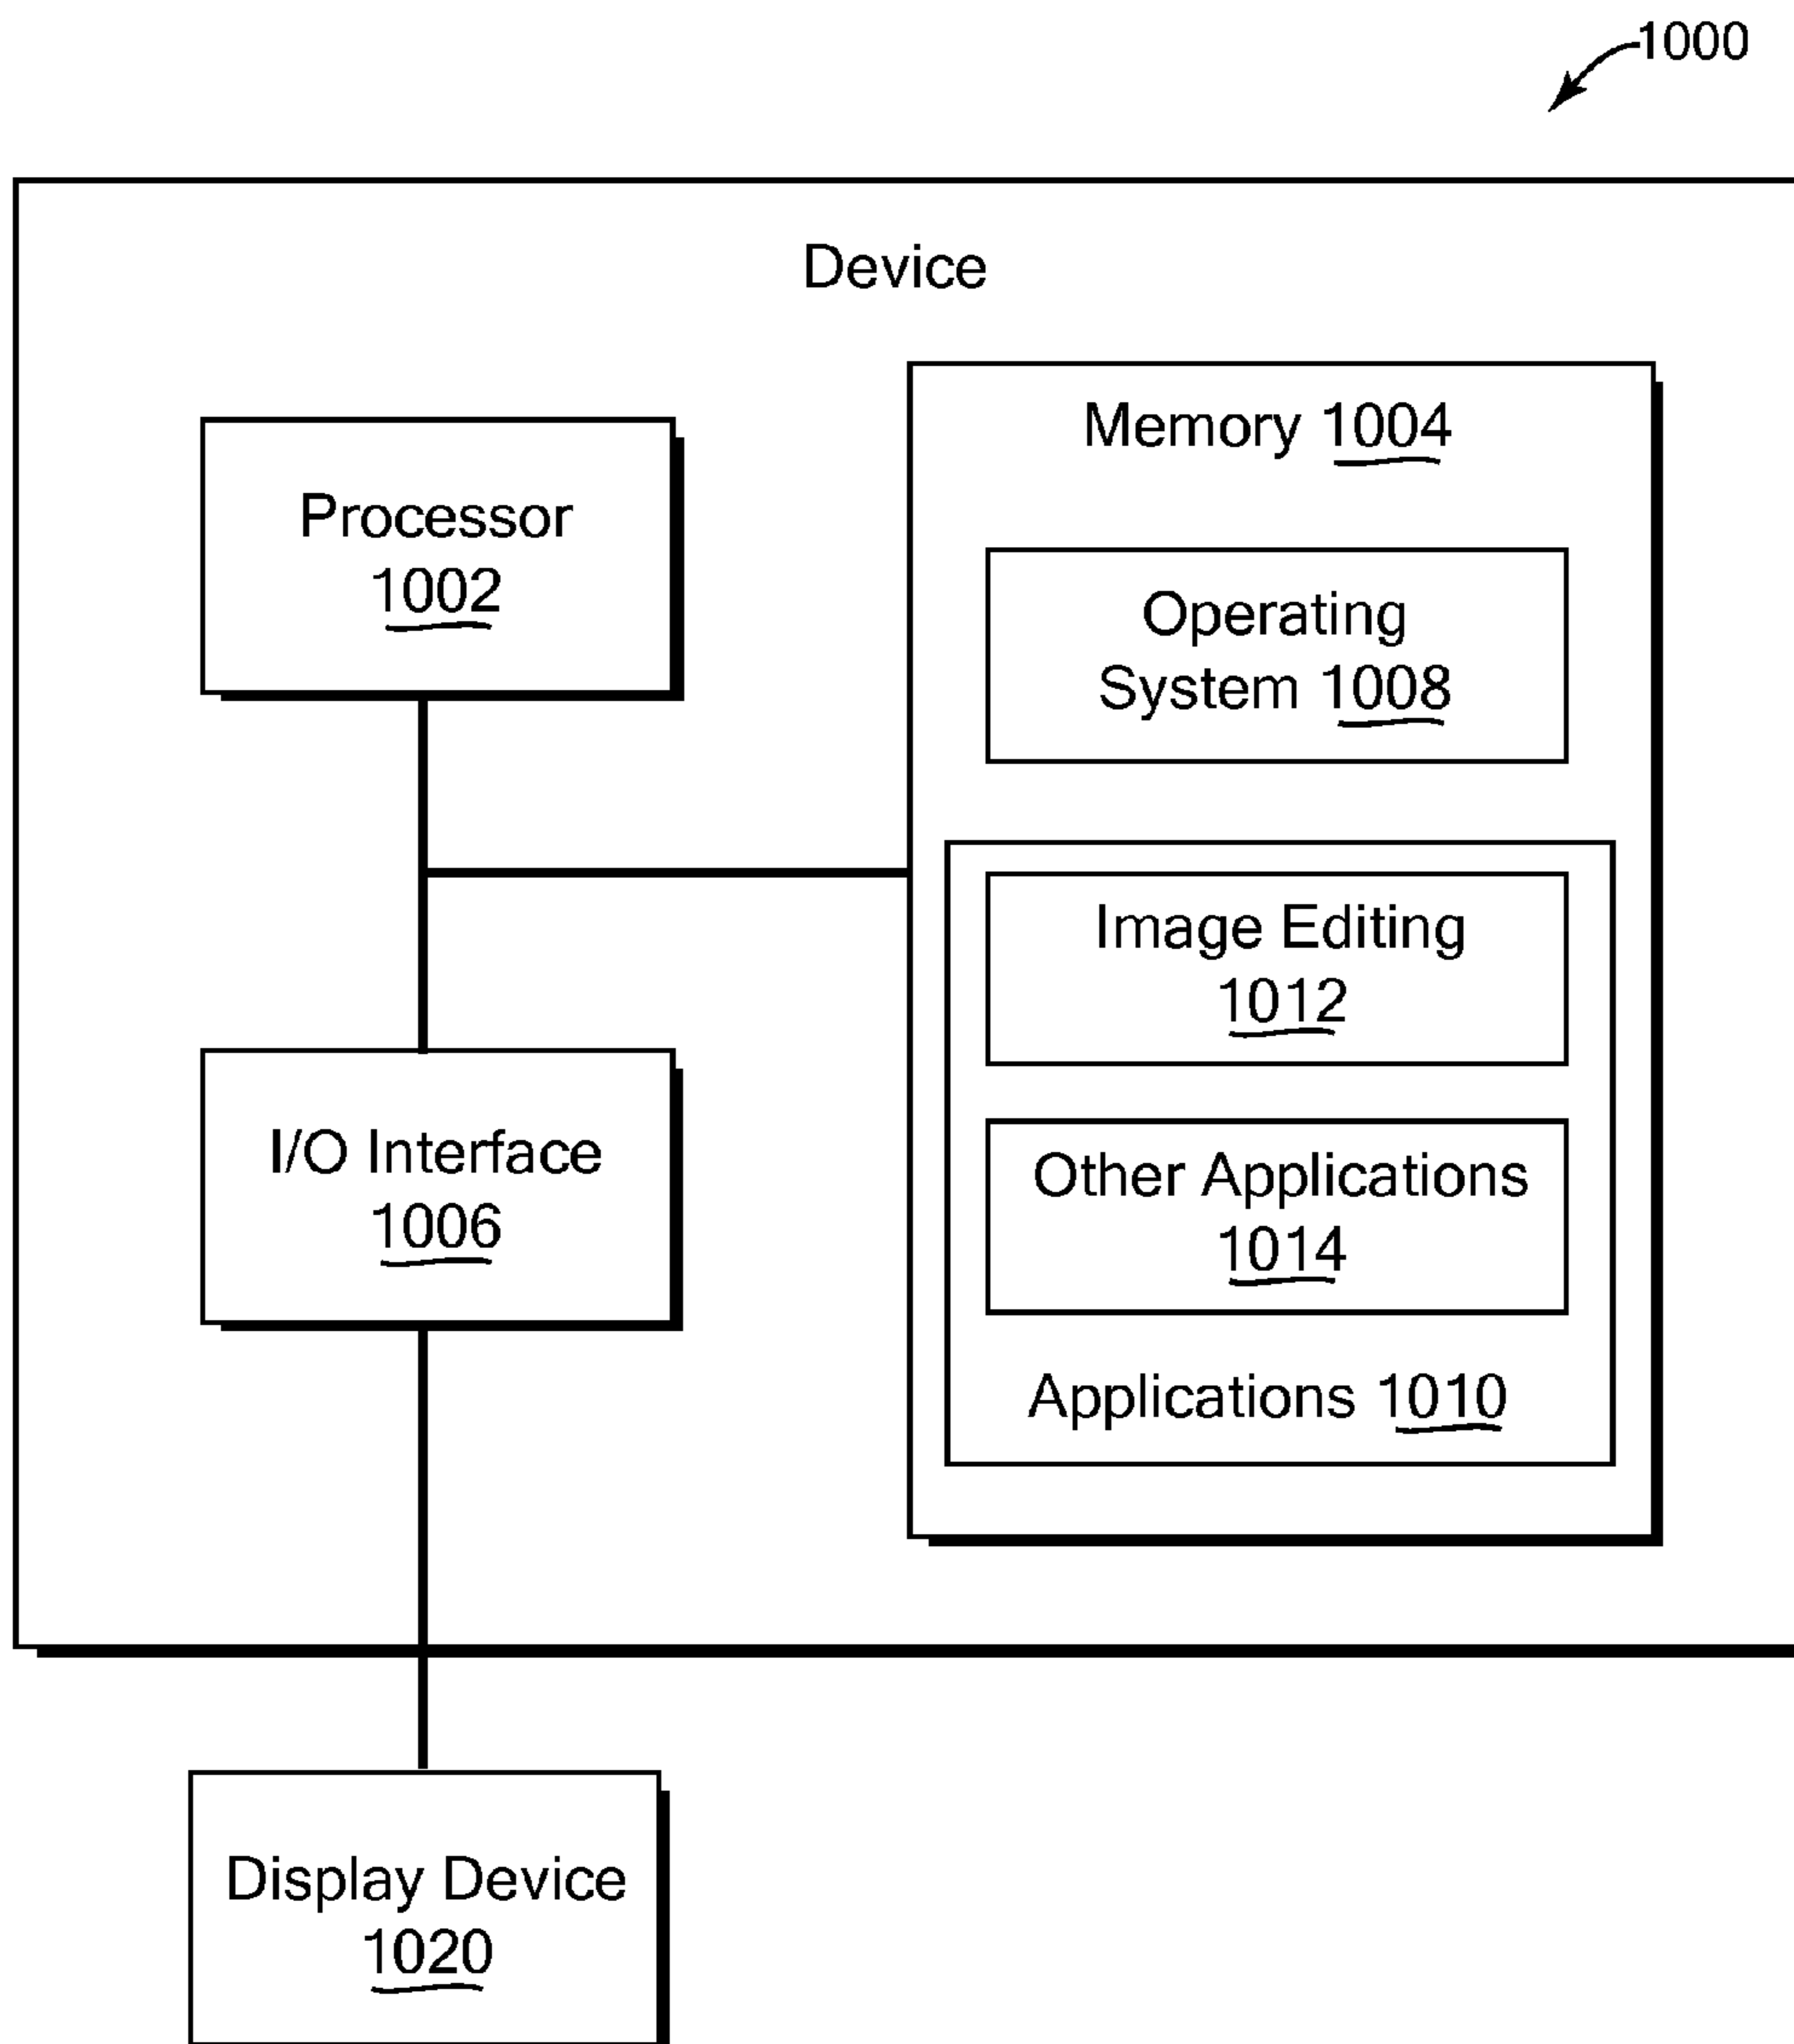 1000
Device
Processor
1002
Memory 1004
Operating
System 1008
Image Editing
1012
I/O Interface
1006
Other Applications
1014
Applications 1010
Display Device
1020